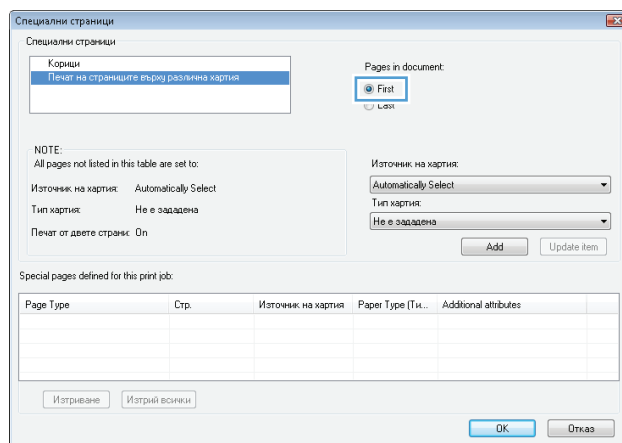 Специални страници
Специални страници
Корици
Печат на страниците върху различна хартия
Pages in document:
First
Last
NOTE:
All pages not listed in this table are set to:
Източник на хартия: Automatically Select
Тип хартия: Не е зададена
Печат от двете страни: On
Източник на хартия:
Automatically Select
Тип хартия:
Не е зададена
Add Update item
Special pages defined for this print job:
Page Type Стр. Източник на хартия Paper Type (Ти... Additional attributes
Изтриване Изтрий всички
OK Отказ